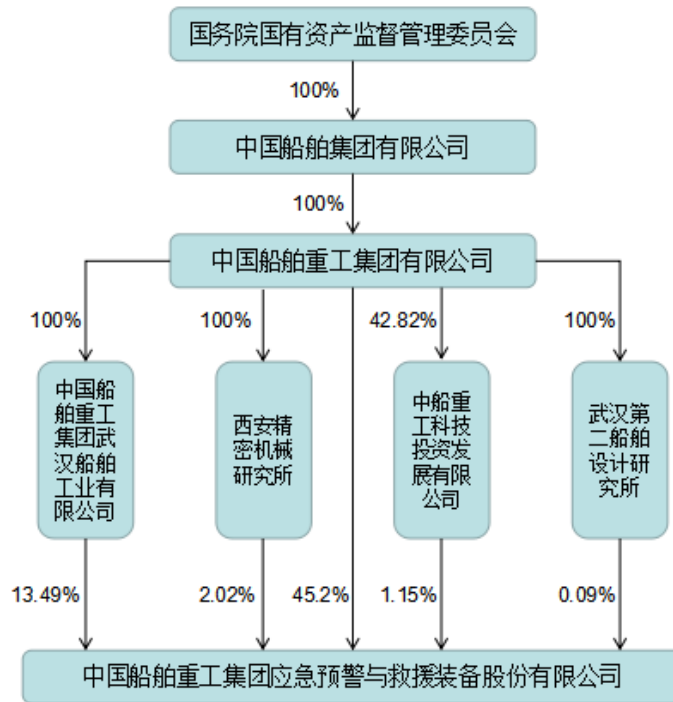 国务院国有资产监督管理委员会
100%
中国船舶集团有限公司
100%
中国船舶重工集团有限公司
100%
100%
42.82%
100%
中国船
舶重工
集团武
汉船舶
工业有
限公司
西安精
密机械
研究所
中船重
工科技
投资发
展有限
公司
武汉第
二船舶
设计研
究所
13.49%
2.02%
45.2%
1.15%
0.09%
中国船舶重工集团应急预警与救援装备股份有限公司